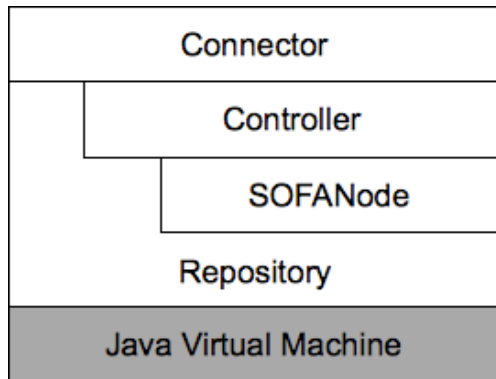 Connector
Controller
SOFANode
Repository
Java Virtual Machine